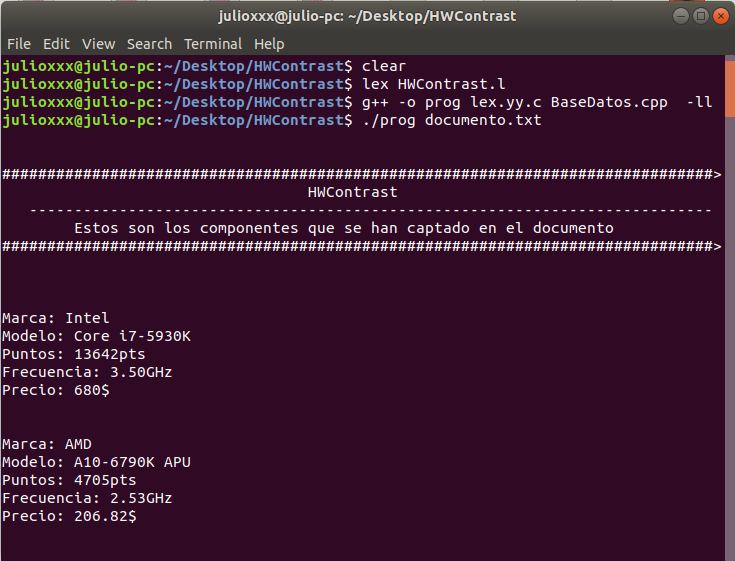 julioxxx@julio-pc: ~/Desktop/HWContrast
File Edit View Search Terminal Help
julioxxx@julio-pc:~/Desktop/HWContrast$ clear
julioxxx@julio-pc:~/Desktop/HWContrast$ lex HWContrast.l
julioxxx@julio-pc:~/Desktop/HWContrast$ g++ -o prog lex.yy.c BaseDatos.cpp  -ll
julioxxx@julio-pc:~/Desktop/HWContrast$ ./prog documento.txt
###############################################################################>
HWContrast
----------------------------------------------------------------------------
Estos son los componentes que se han captado en el documento
###############################################################################>
Marca: Intel
Modelo: Core i7-5930K
Puntos: 13642pts
Frecuencia: 3.50GHz
Precio: 680$
Marca: AMD
Modelo: A10-6790K APU
Puntos: 4705pts
Frecuencia: 2.53GHz
Precio: 206.82$